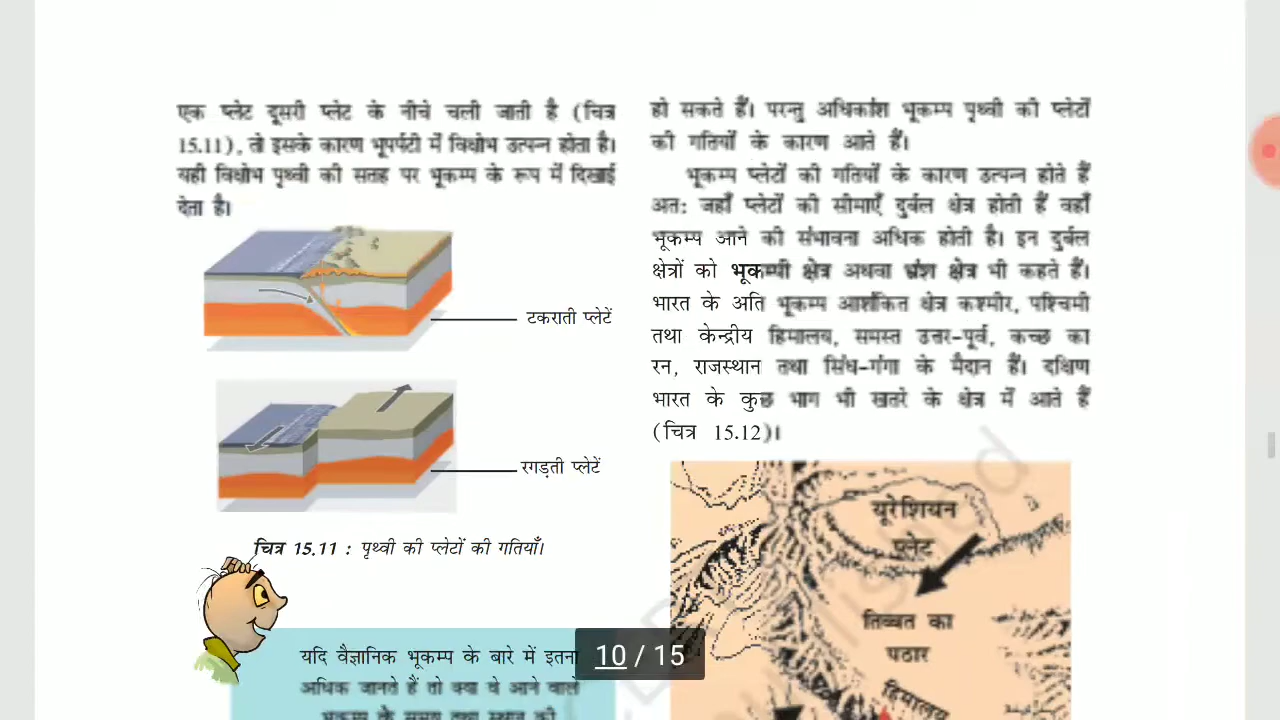 एक प्लेट दूसरी प्लेट के नीचे चली जाती है (चित्र
15.11), तो इसके कारण भूपर्पटी में विक्षोभ उत्पन्न होता है।
यही विक्षोभ पृथ्वी की सतह पर भूकम्प के रूप में दिखाई
देता है।
टकराती प्लेटें
रगड़ती प्लेटें
चित्र 15.11 : पृथ्वी की प्लेटों की गतियाँ।
यदि वैज्ञानिक भूकम्प के बारे में इतना
अधिक जानते हैं तो क्या वे आने वाले
भूकम्प के समय तथा स्थान की
हो सकते हैं। परन्तु अधिकांश भूकम्प पृथ्वी की प्लेटों
की गतियों के कारण आते हैं।
भूकम्प प्लेटों की गतियों के कारण उत्पन्न होते हैं
अत: जहाँ प्लेटों की सीमाएँ दुर्बल क्षेत्र होती हैं वहाँ
भूकम्प आने की संभावना अधिक होती है। इन दुर्बल
क्षेत्रों को भूकम्पी क्षेत्र अथवा भ्रंश क्षेत्र भी कहते हैं।
भारत के अति भूकम्प आशंकित क्षेत्र कश्मीर, पश्चिमी
तथा केन्द्रीय हिमालय, समस्त उत्तर-पूर्व, कच्छ का
रन, राजस्थान तथा सिंध-गंगा के मैदान हैं। दक्षिण
भारत के कुछ भाग भी खतरे के क्षेत्र में आते हैं
(चित्र 15.12)।
यूरेशियन
प्लेट
तिब्बत का
पठार
हिमालय
10 / 15